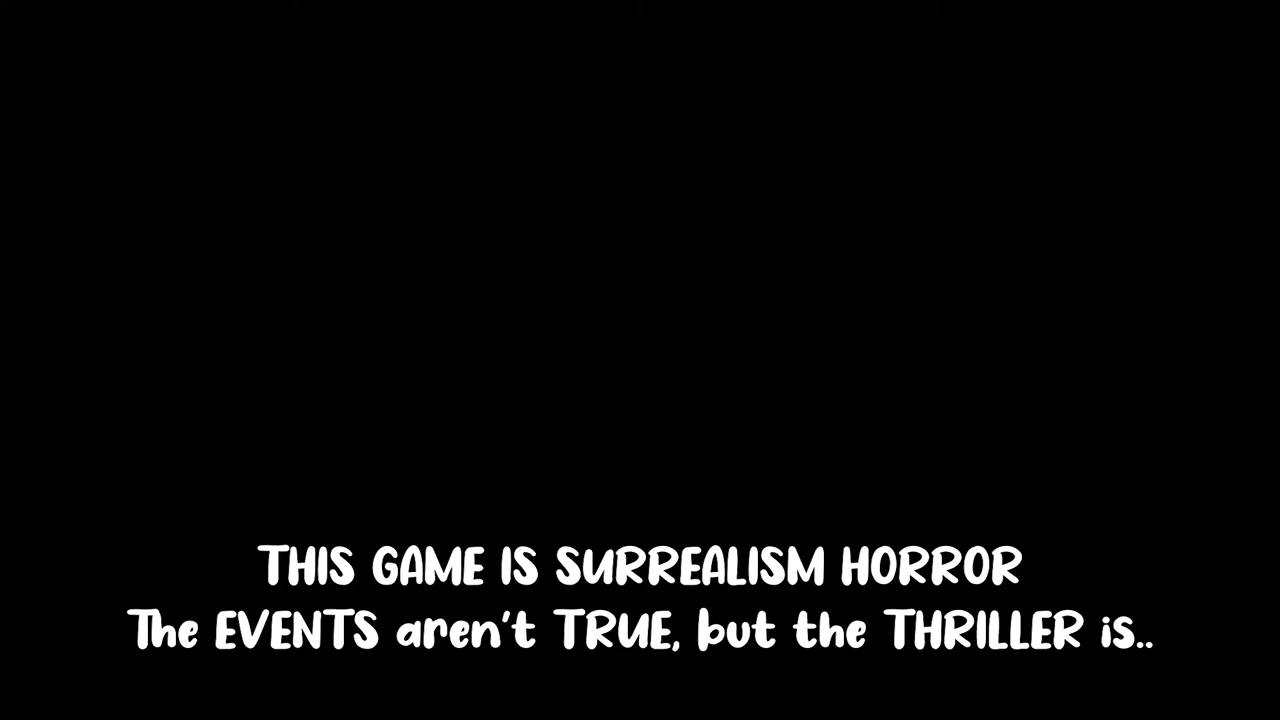 THIS GAME IS SURREALISM HORROR
The EVENTS aren't TRUE, but the THRILLER is..